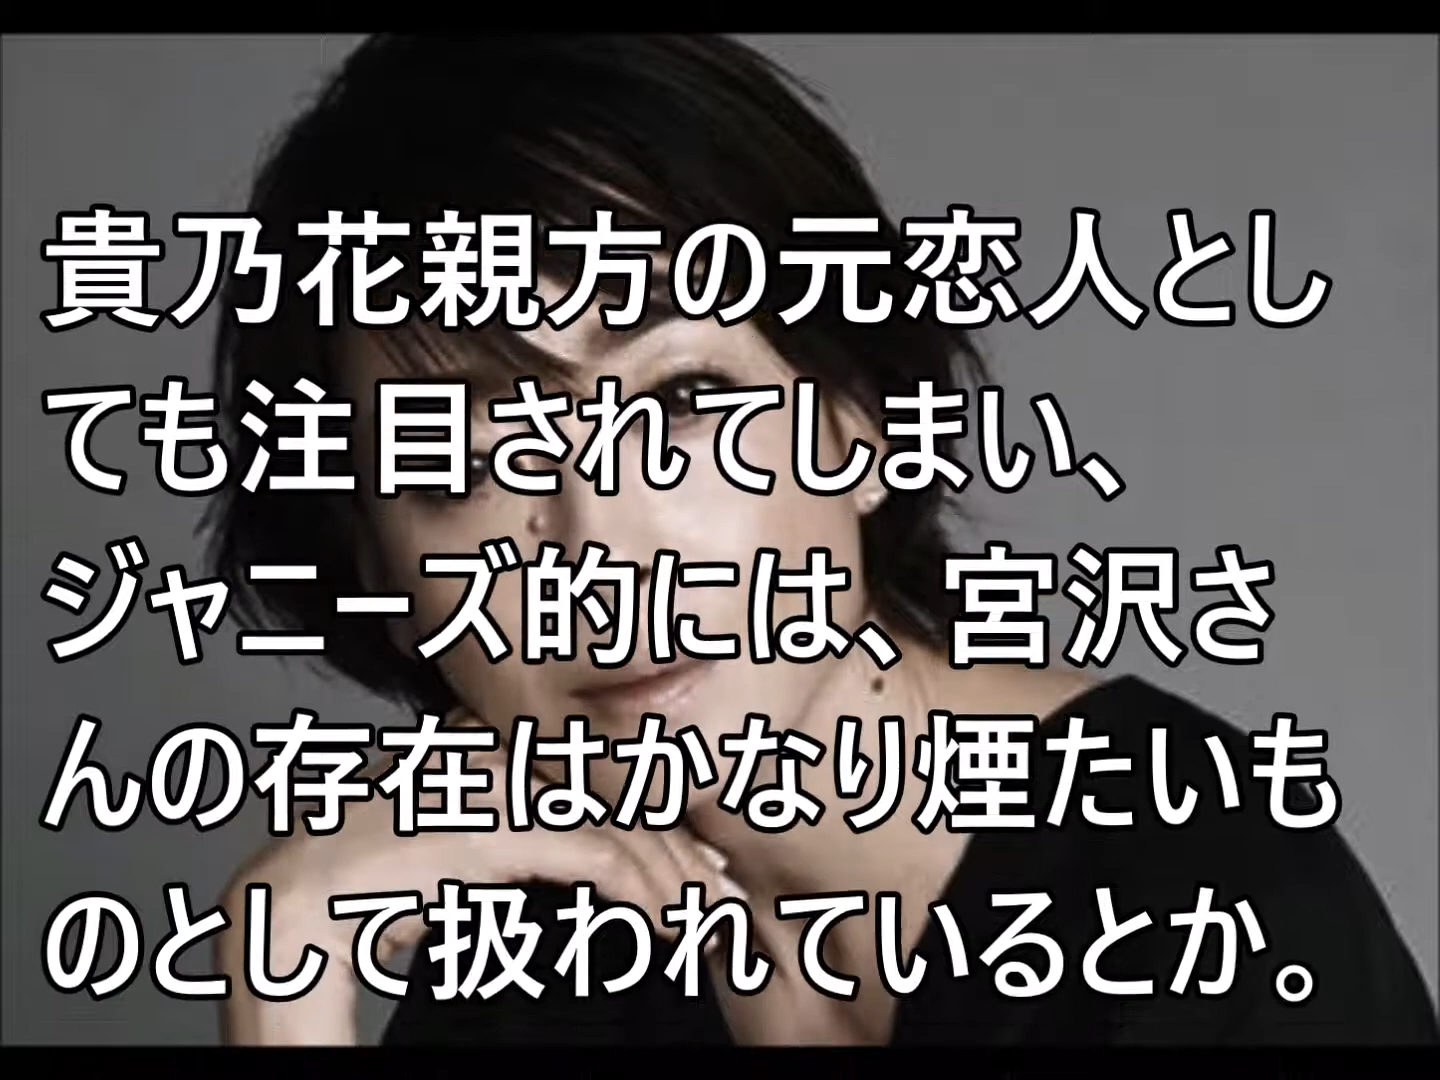 貴乃花親方の元恋人とし
ても注目されてしまい、
ジャニーズ的には、宮沢さ
んの存在はかなり煙たいも
のとして扱われているとか。